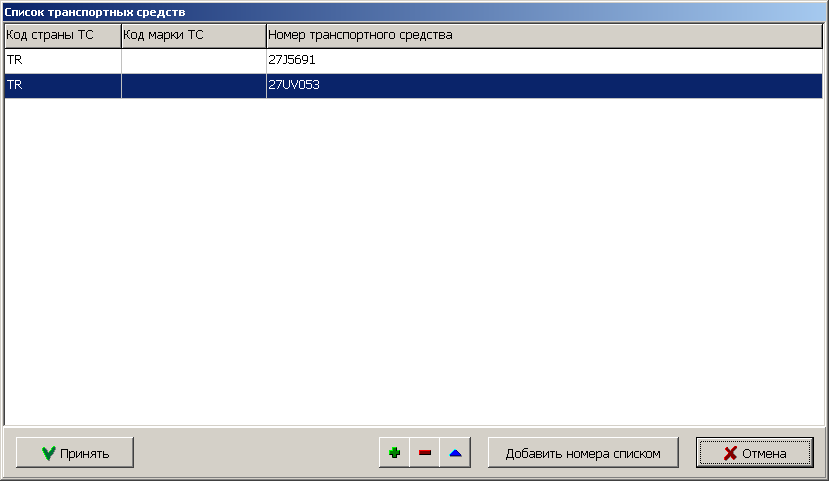 Список транспортных средств
Код страны ТС Код марки ТС Номер транспортного средства
TR 27J5691
TR 27UV053
Принять Добавить номера списком Отмена